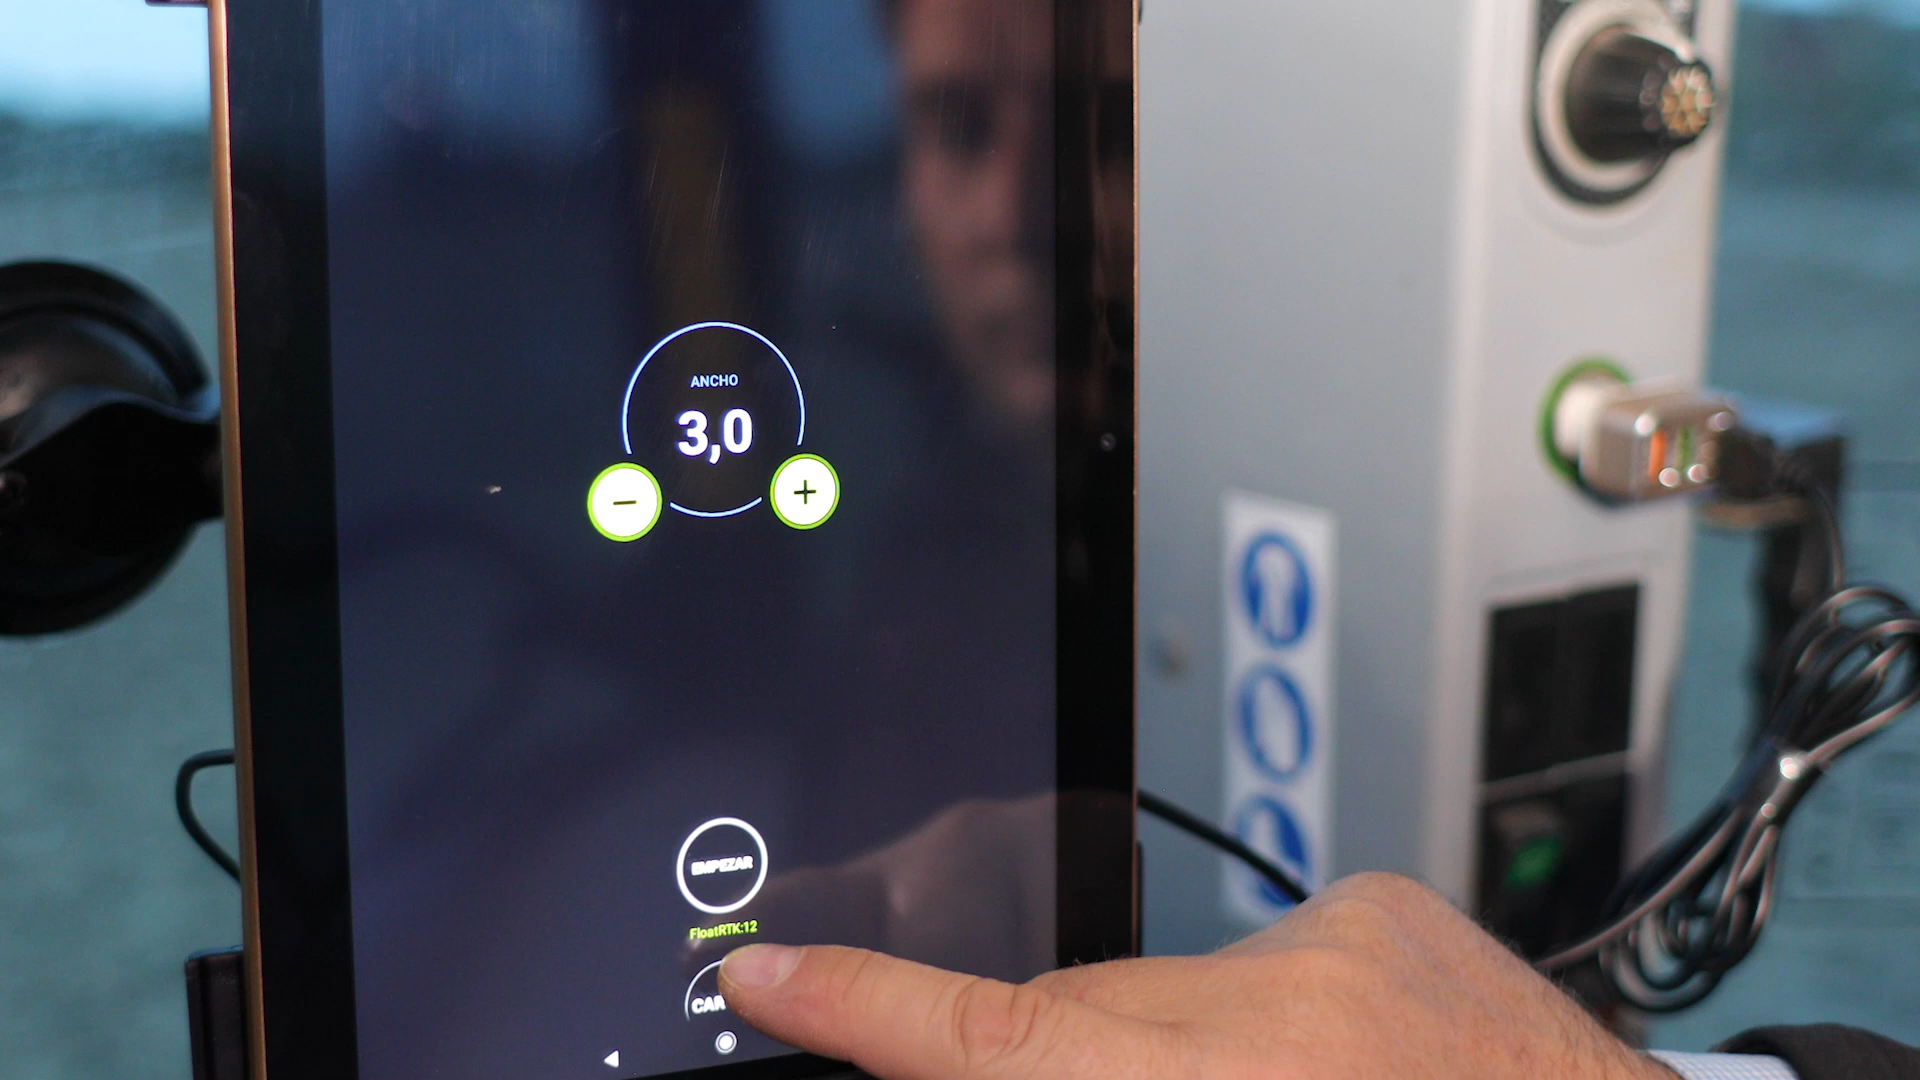 ANCHO
3,0
−
+
EMPEZAR
FloatRTK:12
CAR